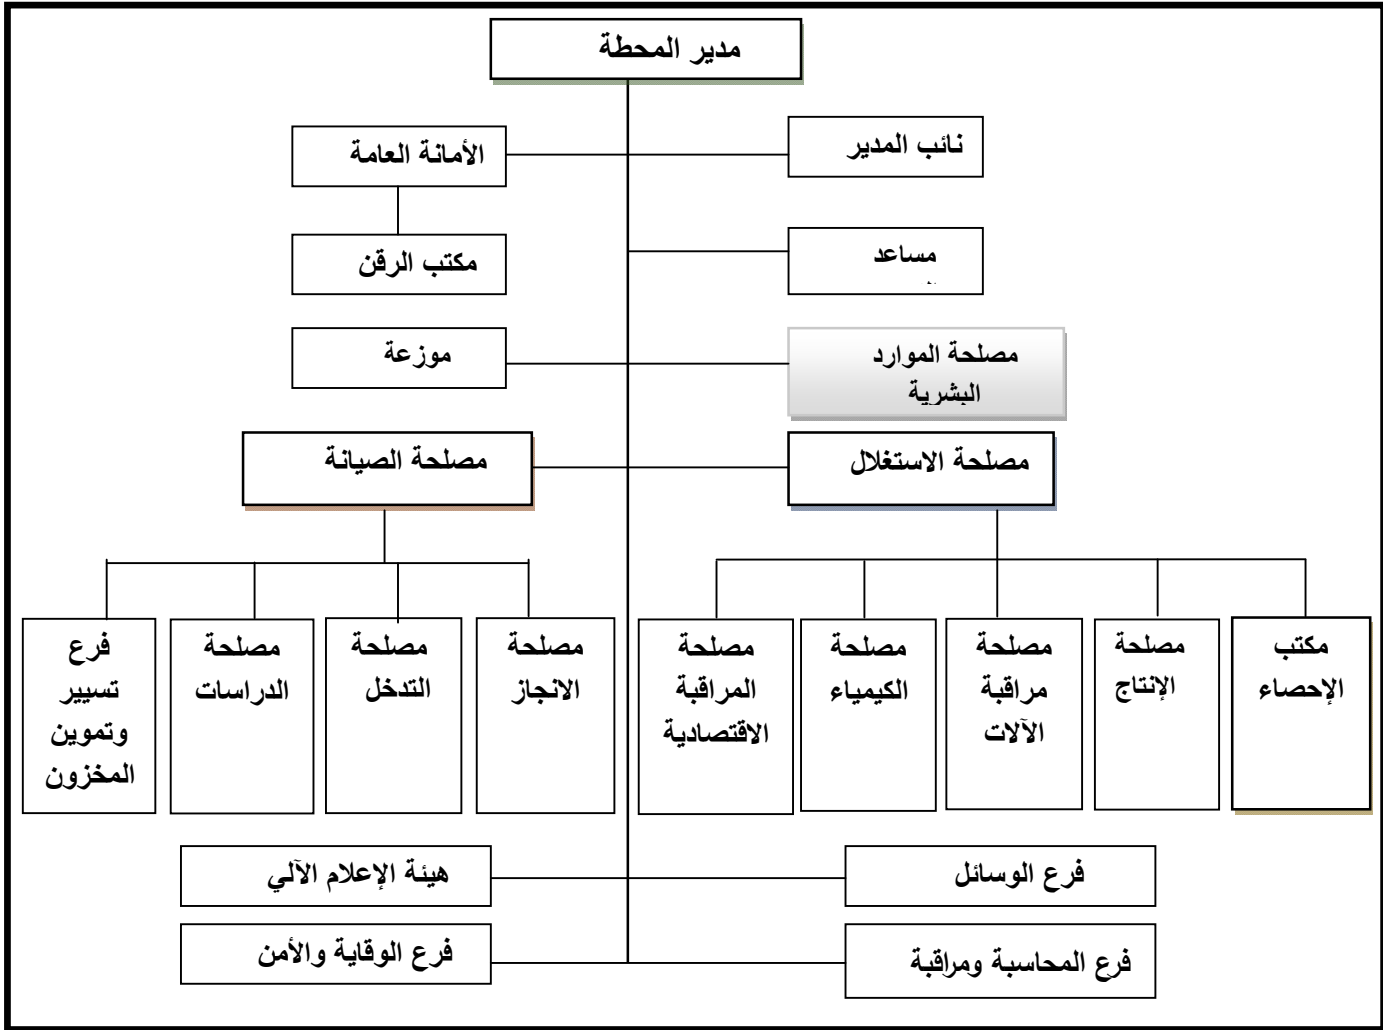 مدير المحطة
نائب المدير
الأمانة العامة
مساعد
مكتب الرقن
مصلحة الموارد
البشرية
موزعة
مصلحة الاستغلال
مصلحة الصيانة
مكتب
الإحصاء
مصلحة
الإنتاج
مصلحة
مراقبة
الآلات
مصلحة
الكيمياء
مصلحة
المراقبة
الاقتصادية
مصلحة
الانجاز
مصلحة
التدخل
مصلحة
الدراسات
فرع
تسيير
وتموين
المخزون
فرع الوسائل
هيئة الإعلام الآلي
فرع المحاسبة ومراقبة
فرع الوقاية والأمن